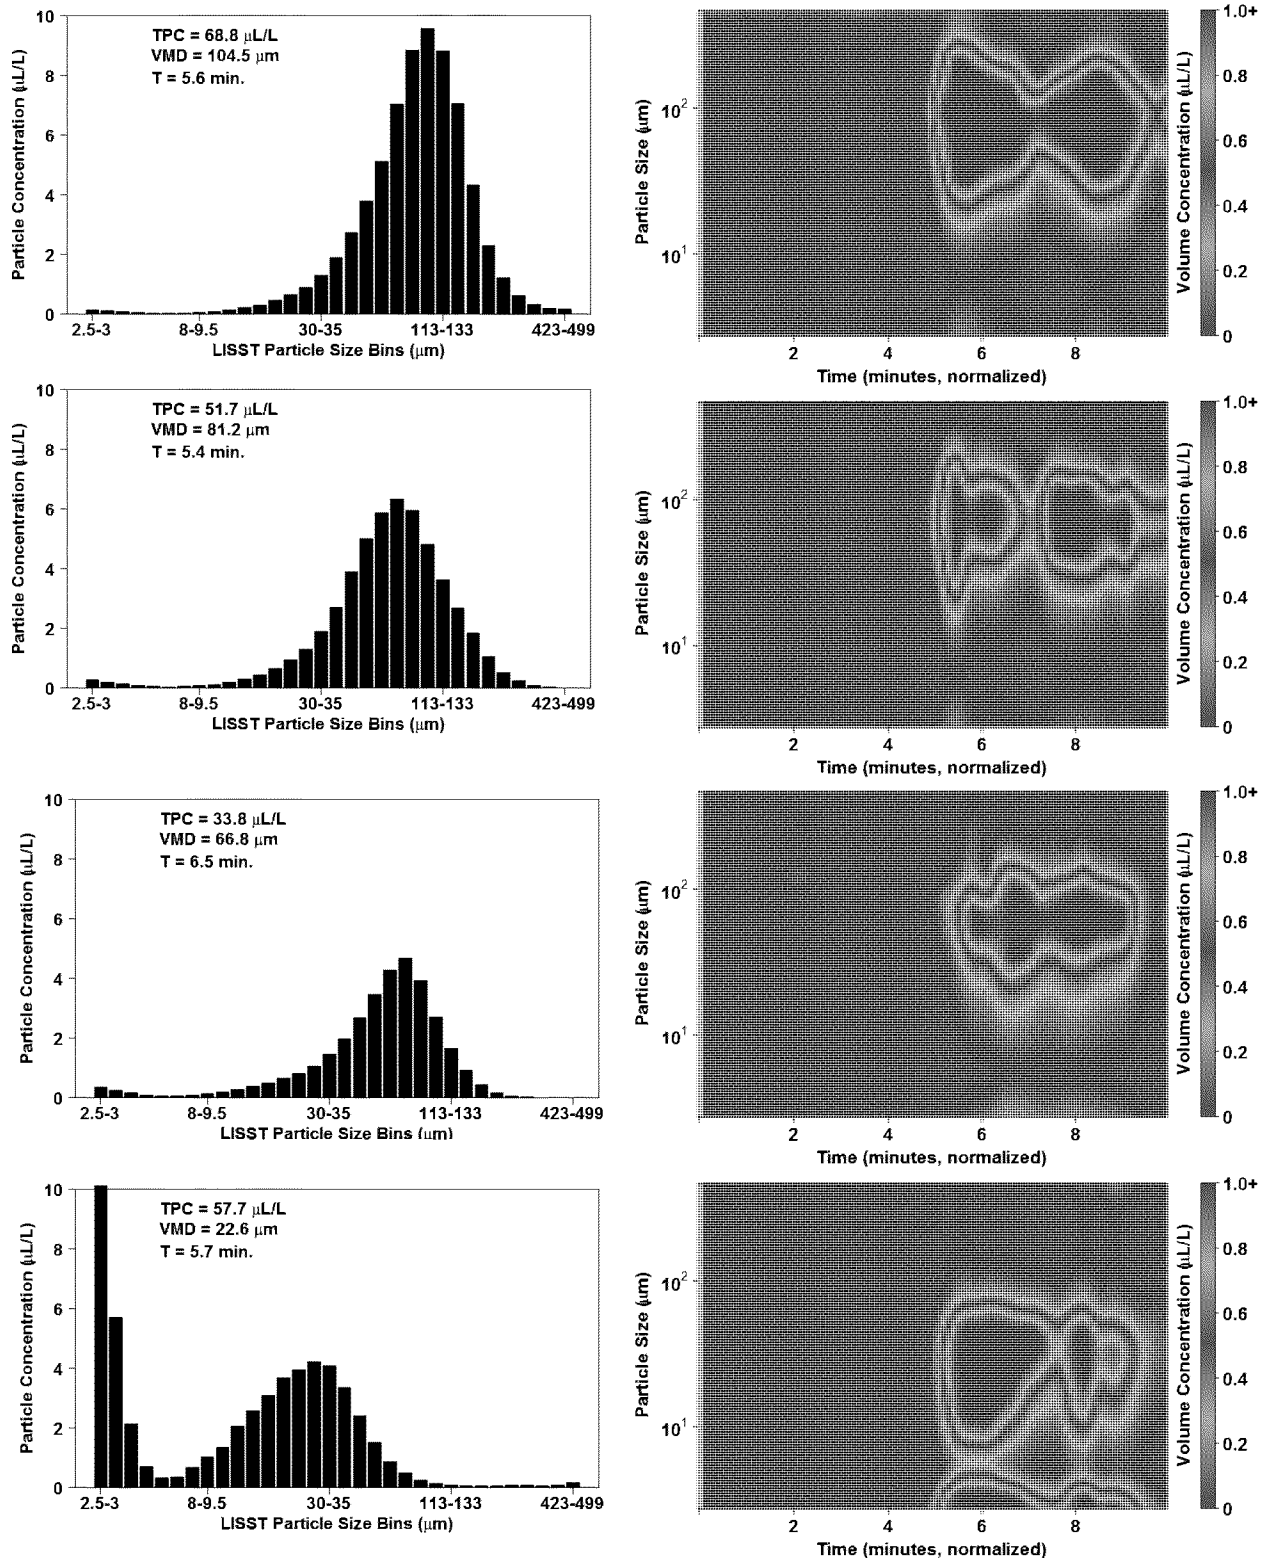 10
8
6
4
2
0
Particle Concentration (µL/L)
TPC = 68.8 µL/L
VMD = 104.5 µm
T = 5.6 min.
2.5-3 8-9.5 30-35 113-133 423-499
LISST Particle Size Bins (µm)
Particle Size (µm)
10²
10¹
2 4 6 8
Time (minutes, normalized)
Volume Concentration (µL/L)
1.0+
0.8
0.6
0.4
0.2
0
10
8
6
4
2
0
Particle Concentration (µL/L)
TPC = 51.7 µL/L
VMD = 81.2 µm
T = 5.4 min.
2.5-3 8-9.5 30-35 113-133 423-499
LISST Particle Size Bins (µm)
Particle Size (µm)
10²
10¹
2 4 6 8
Time (minutes, normalized)
Volume Concentration (µL/L)
1.0+
0.8
0.6
0.4
0.2
0
10
8
6
4
2
0
Particle Concentration (µL/L)
TPC = 33.8 µL/L
VMD = 66.8 µm
T = 6.5 min.
2.5-3 8-9.5 30-35 113-133 423-499
LISST Particle Size Bins (µm)
Particle Size (µm)
10²
10¹
2 4 6 8
Time (minutes, normalized)
Volume Concentration (µL/L)
1.0+
0.8
0.6
0.4
0.2
0
10
8
6
4
2
0
Particle Concentration (µL/L)
TPC = 57.7 µL/L
VMD = 22.6 µm
T = 5.7 min.
2.5-3 8-9.5 30-35 113-133 423-499
LISST Particle Size Bins (µm)
Particle Size (µm)
10²
10¹
2 4 6 8
Time (minutes, normalized)
Volume Concentration (µL/L)
1.0+
0.8
0.6
0.4
0.2
0